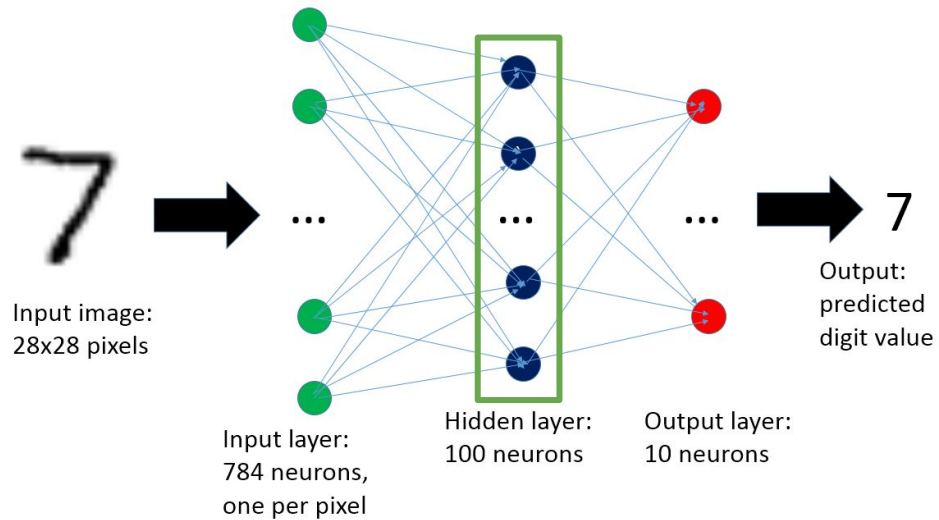 7
...
...
...
7
Input image:
28x28 pixels
Output:
predicted
digit value
Input layer:
784 neurons,
one per pixel
Hidden layer:
100 neurons
Output layer:
10 neurons